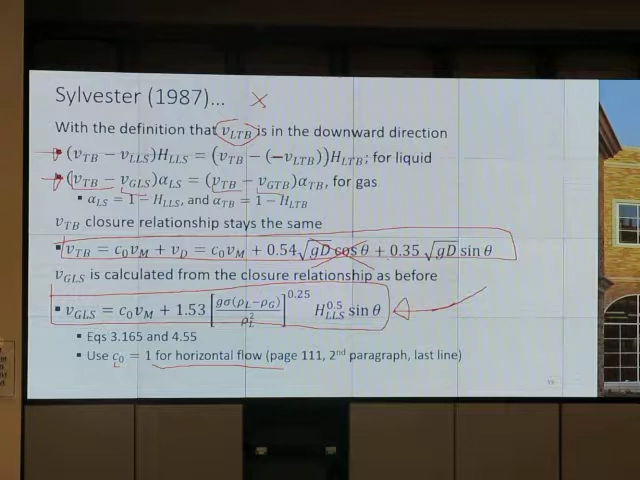 Sylvester (1987)... X
With the definition that v_LTB is in the downward direction
▪ (v_TB − v_LLS)H_LLS = (v_TB − (−v_LTB))H_LTB; for liquid
▪ (v_TB − v_GLS)α_LS = (v_TB − v_GTB)α_TB, for gas
▪ α_LS = 1 − H_LLS, and α_TB = 1 − H_LTB
v_TB closure relationship stays the same
▪ v_TB = c_0v_M + v_D = c_0v_M + 0.54√(gD cos θ) + 0.35 √(gD) sin θ
v_GLS is calculated from the closure relationship as before
▪ v_GLS = c_0v_M + 1.53 [gσ(ρ_L−ρ_G)/ρ_L^2]^0.25 H_LLS^0.5 sin θ
▪ Eqs 3.165 and 4.55
▪ Use c_0 = 1 for horizontal flow (page 111, 2nd paragraph, last line)